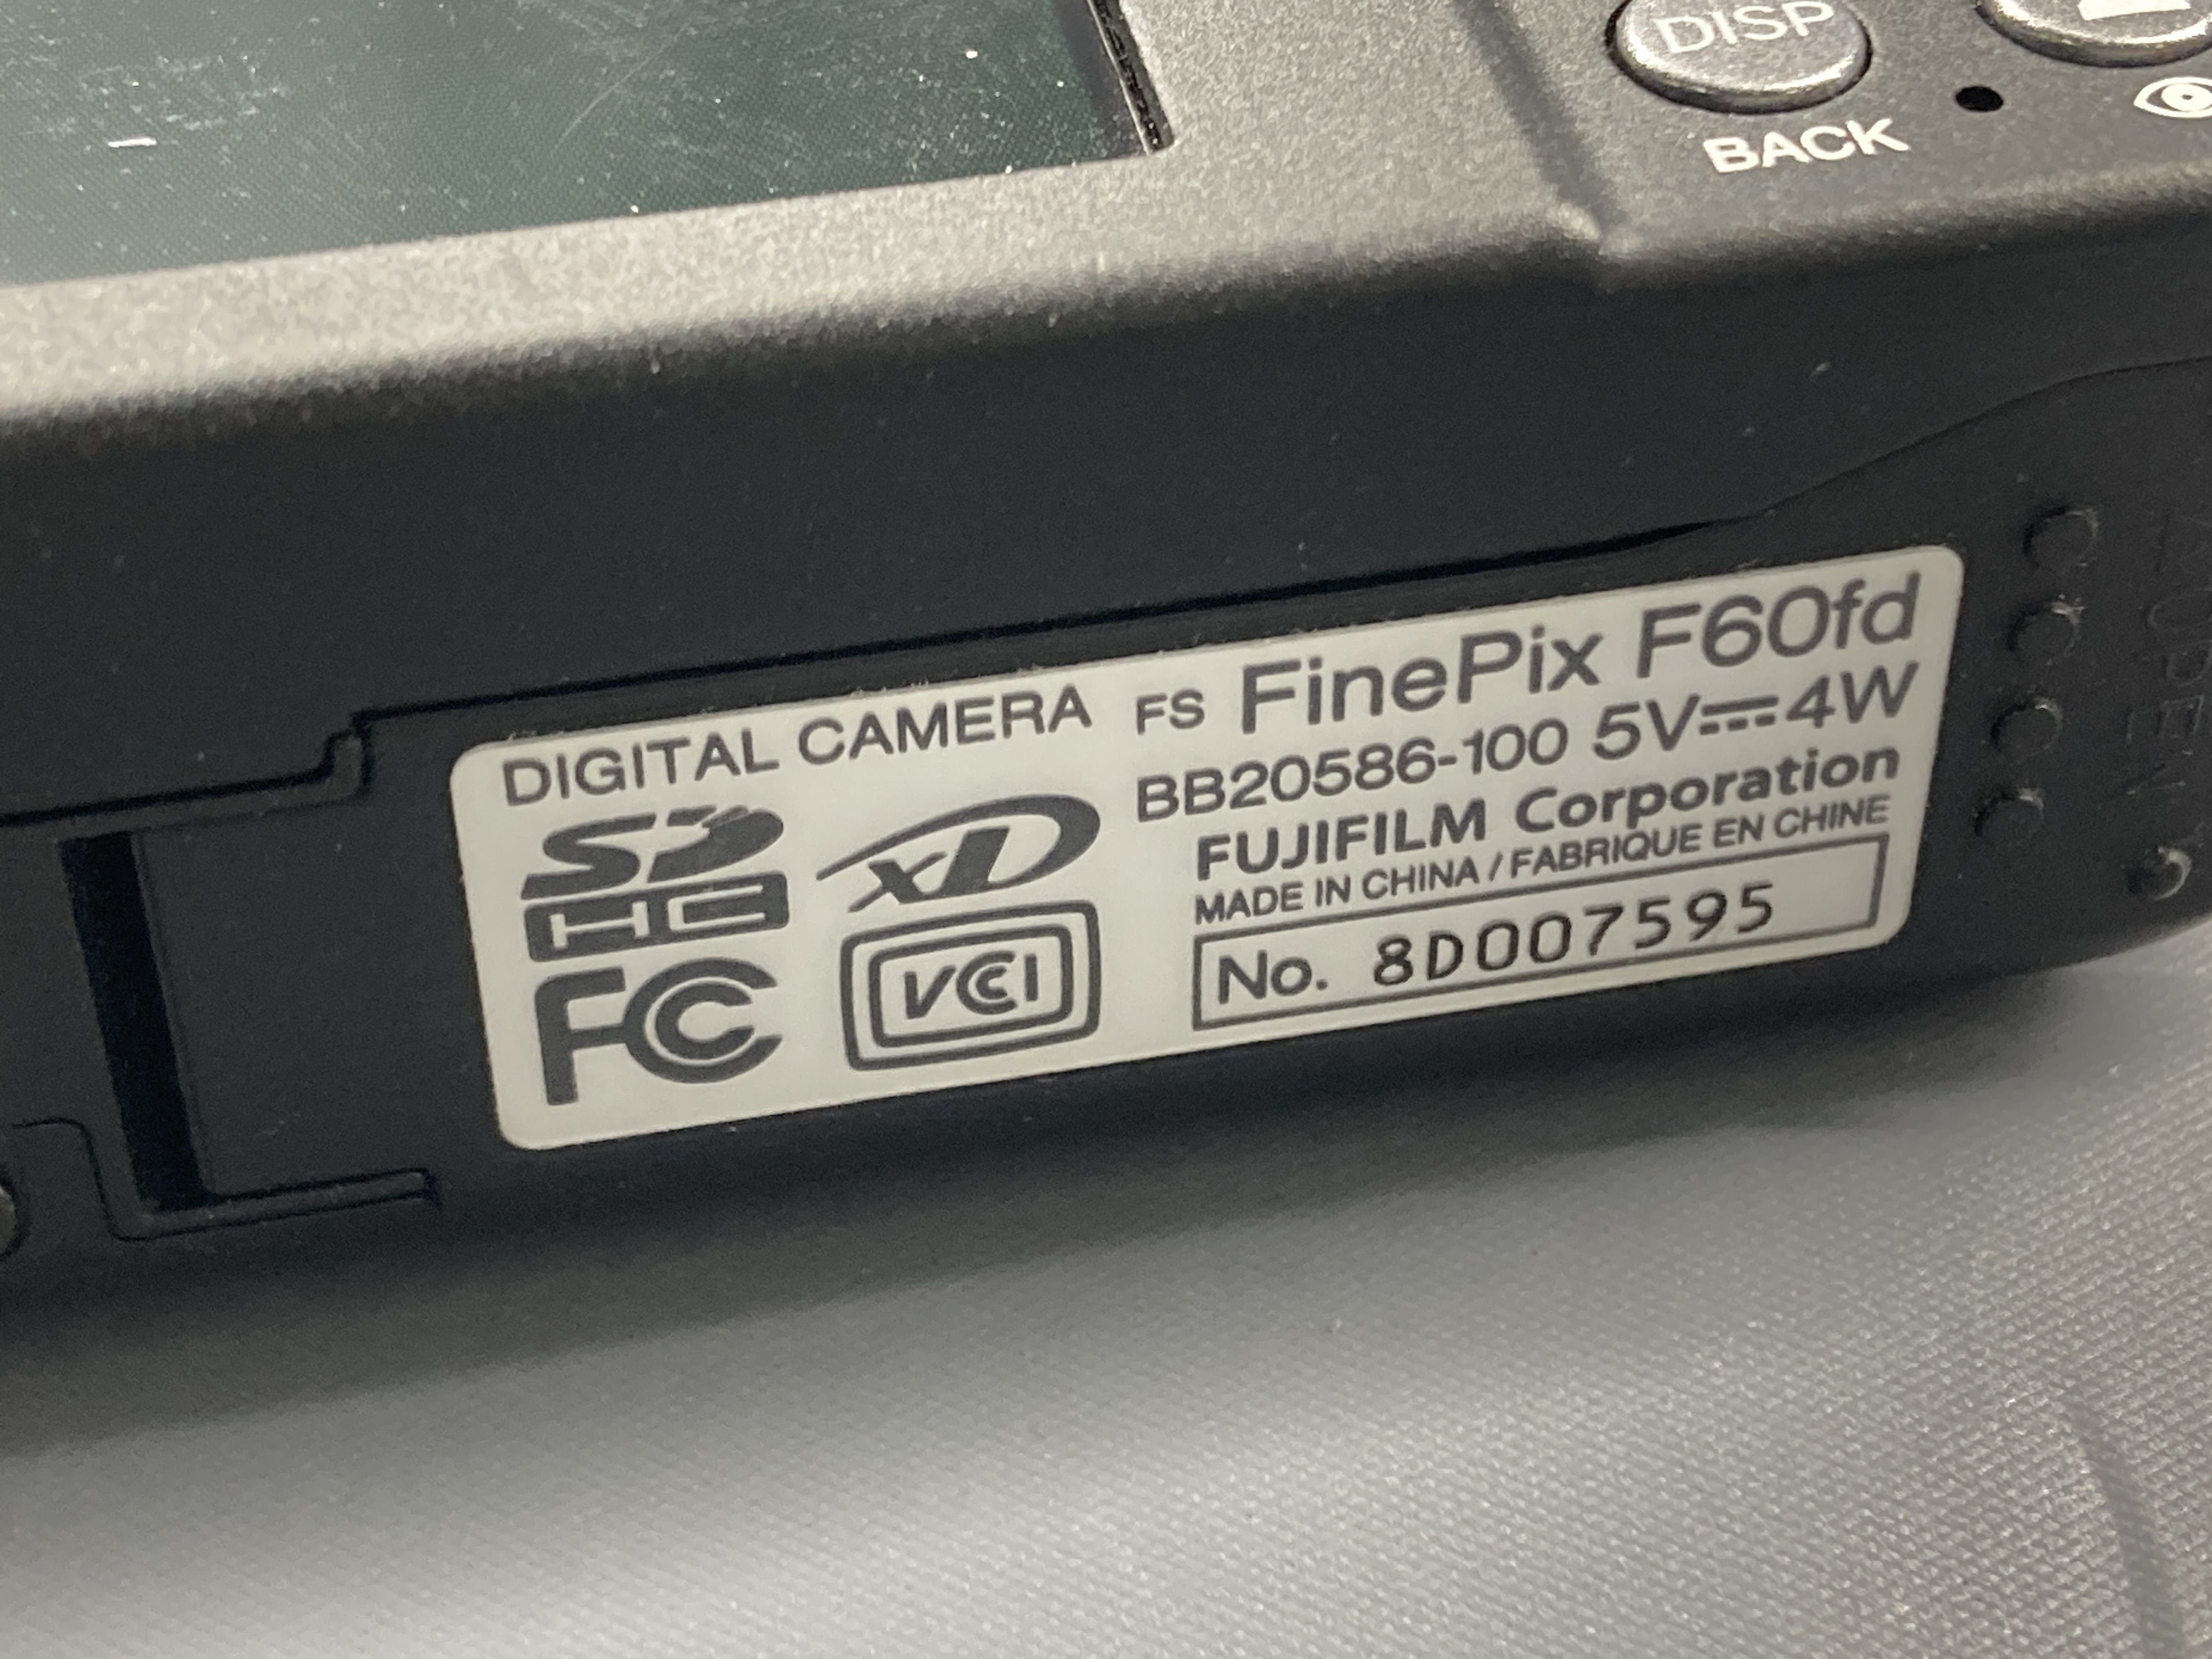 DISP
BACK
DIGITAL CAMERA FS FinePix F60fd
BB20586-100 5V⎓4W
FUJIFILM Corporation
MADE IN CHINA / FABRIQUE EN CHINE
No. 8D007595
SD
HC
xD
FC
VCCI
OPEN